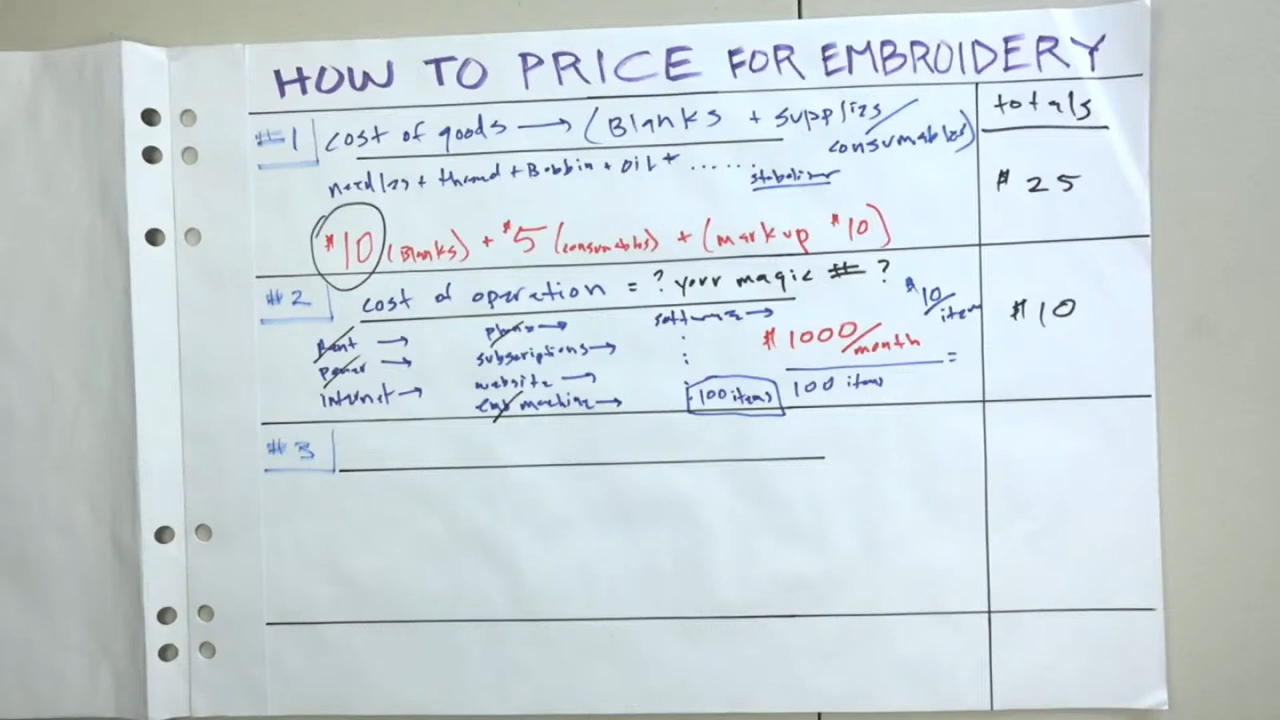 HOW TO PRICE FOR EMBROIDERY
totals
#1 cost of goods → (Blanks + supplies/
consumables)
needles + thread + Bobbin + oil + ......
stabolizer
$25
$10 (Blanks) + $5 (consumables) + (markup $10)
#2 cost of operation = ? your magic # ?
$10/
item
$10
Rent → phone → software →
power → subscriptions → $1000/month
internet → website → =
emb machine → 100 items 100 items
#3